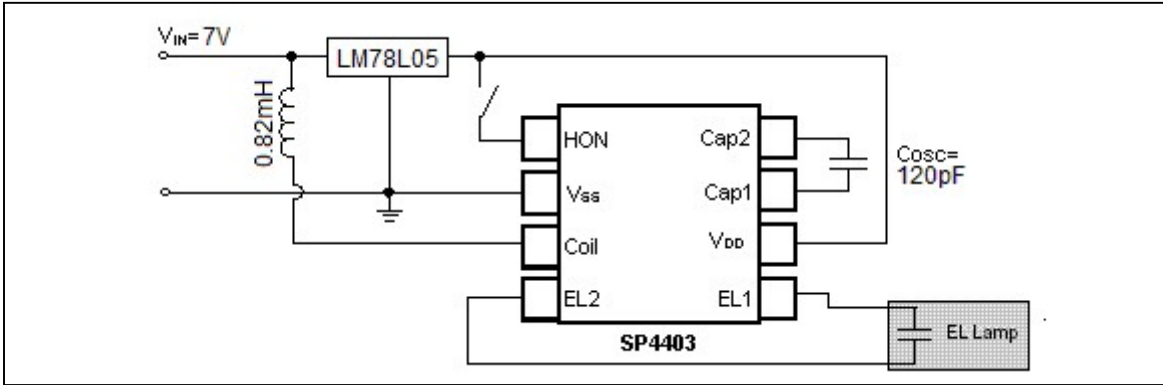 VIN= 7V
LM78L05
0.82mH
HON
Vss
Coil
EL2
Cap2
Cap1
VDD
EL1
Cosc=
120pF
EL Lamp
SP4403